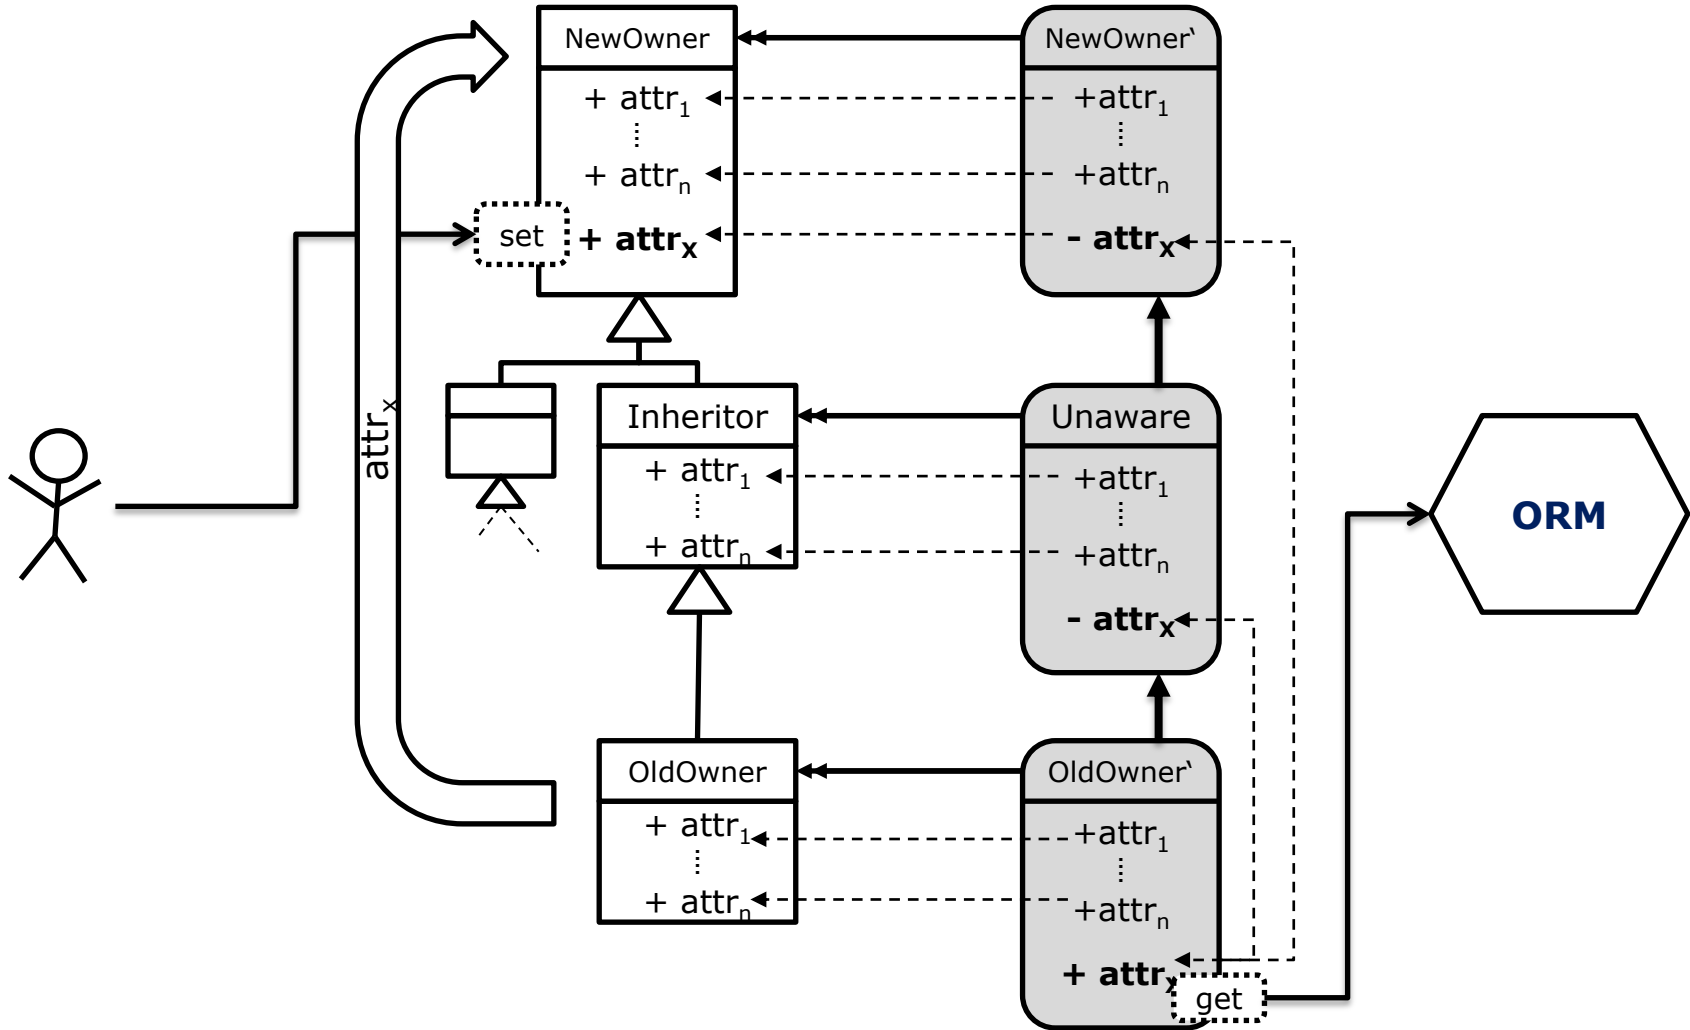 NewOwner
+ attr₁
+ attrₙ
set
+ attrₓ
NewOwner‘
+attr₁
+attrₙ
- attrₓ
attrₓ
Inheritor
+ attr₁
+ attrₙ
Unaware
+attr₁
+attrₙ
- attrₓ
ORM
OldOwner
+ attr₁
+ attrₙ
OldOwner‘
+attr₁
+attrₙ
+ attrₓ
get